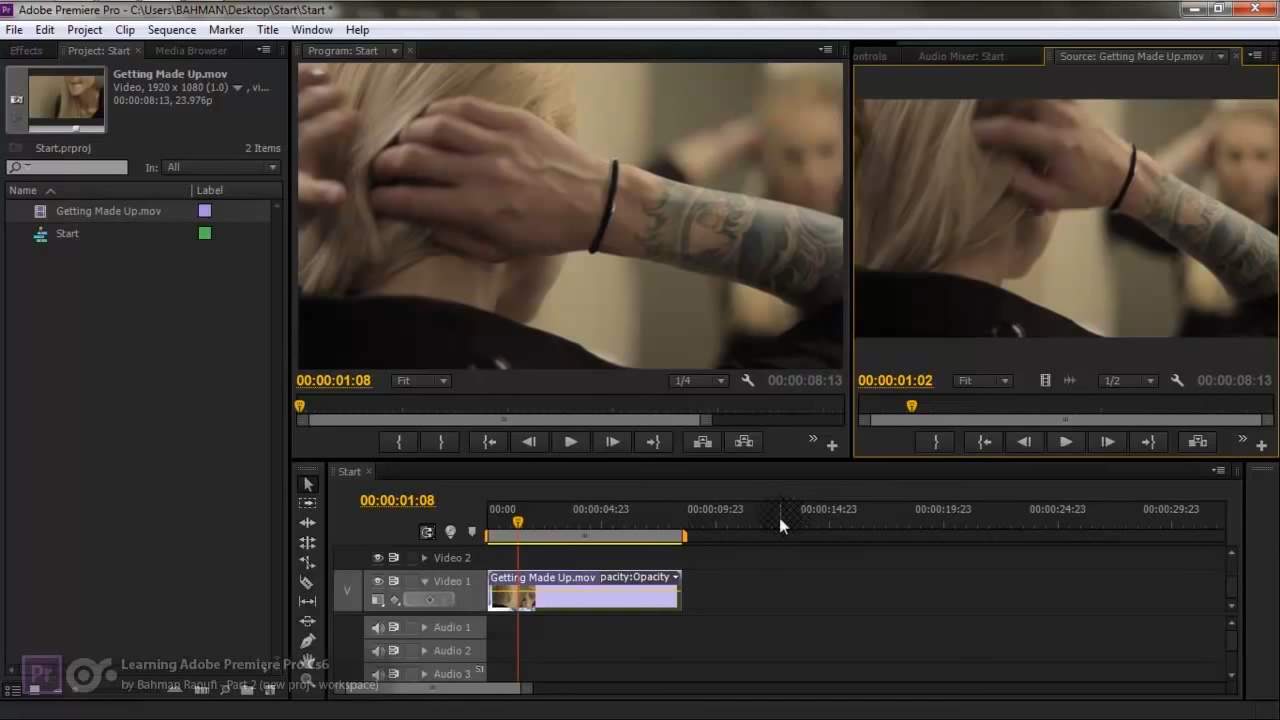 Adobe Premiere Pro - C:\Users\BAHMAN\Desktop\Start\Start *
File Edit Project Clip Sequence Marker Title Window Help
Effects Project: Start × Media Browser
Program: Start
ontrols Audio Mixer: Start Source: Getting Made Up.mov
Getting Made Up.mov
Video, 1920 x 1080 (1.0) , vi...
00:00:08:13, 23.976p
Start.prproj 2 Items
In: All
Name Label
Getting Made Up.mov
Start
00:00:01:08 Fit 1/4 00:00:08:13
00:00:01:02 Fit 1/2 00:00:08:13
Start ×
00:00:01:08
00:00 00:00:04:23 00:00:09:23 00:00:14:23 00:00:19:23 00:00:24:23 00:00:29:23
Video 2
V Video 1
Getting Made Up.mov pacity:Opacity
Audio 1
Audio 2
Audio 3 S1
Pr Learning Adobe Premiere Pro Cs6
by Bahman Raoufi - Part 2 (new proj - workspace)